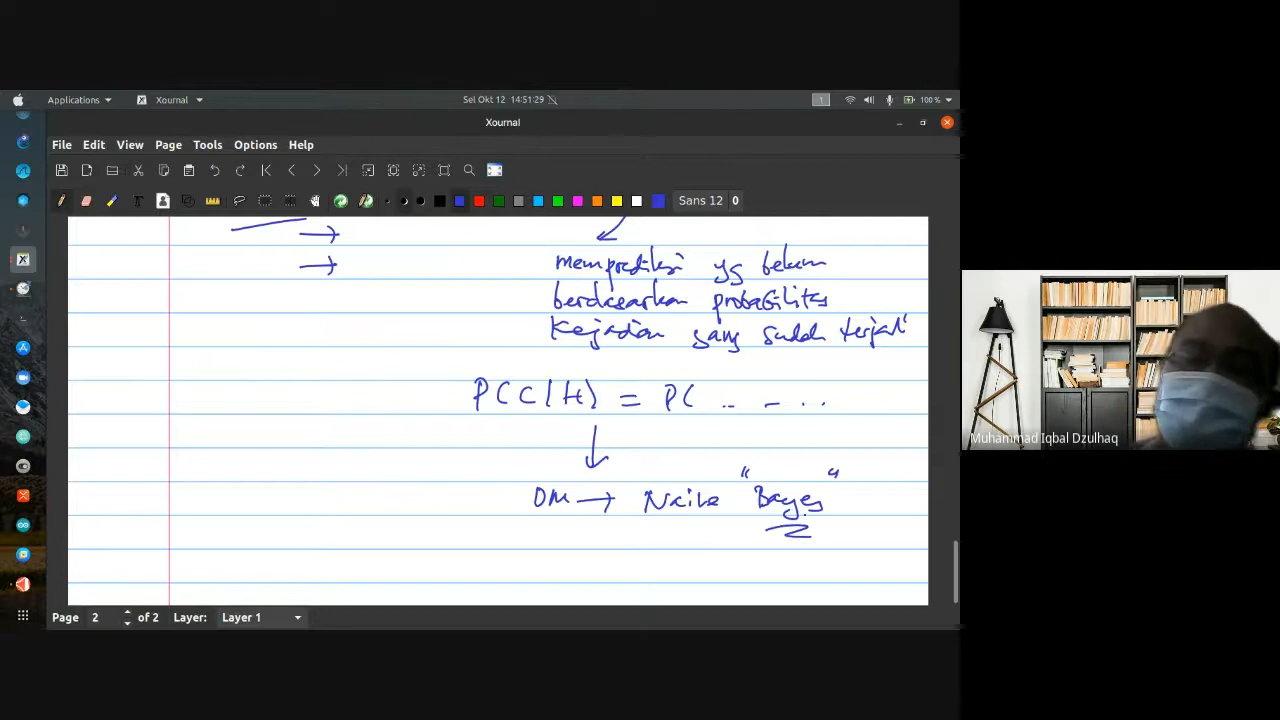 Applications Xournal Sel Okt 12 14:51:29 1 100 %
Xournal
File Edit View Page Tools Options Help
Sans 12 0
memprediksi yg belum
berdasarkan probabilitas
kejadian yang sudah terjadi
P(C|H) = P( .. - ..
DM → Naive "Bayes"
Muhammad Iqbal Dzulhaq
Page 2 of 2 Layer: Layer 1